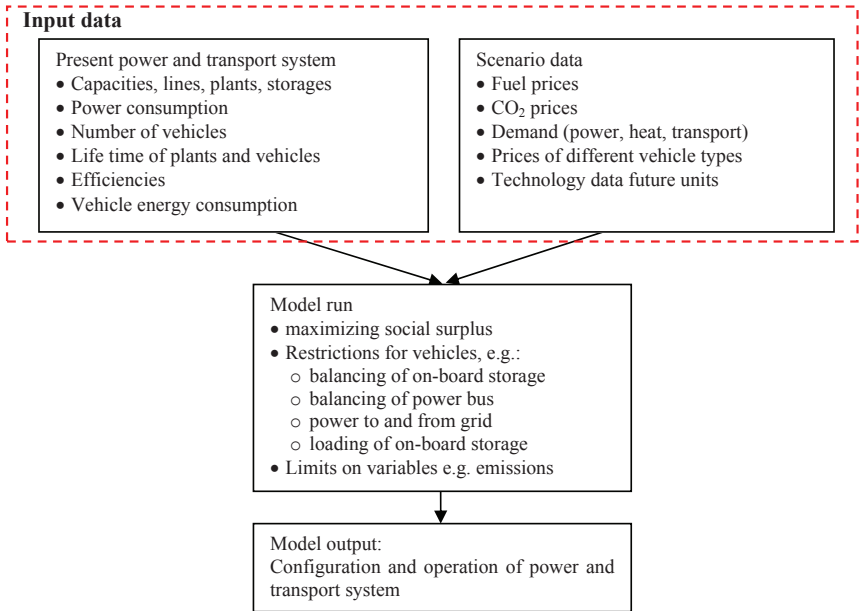 Input data
Present power and transport system
• Capacities, lines, plants, storages
• Power consumption
• Number of vehicles
• Life time of plants and vehicles
• Efficiencies
• Vehicle energy consumption
Scenario data
• Fuel prices
• CO₂ prices
• Demand (power, heat, transport)
• Prices of different vehicle types
• Technology data future units
Model run
• maximizing social surplus
• Restrictions for vehicles, e.g.:
o balancing of on-board storage
o balancing of power bus
o power to and from grid
o loading of on-board storage
• Limits on variables e.g. emissions
Model output:
Configuration and operation of power and
transport system